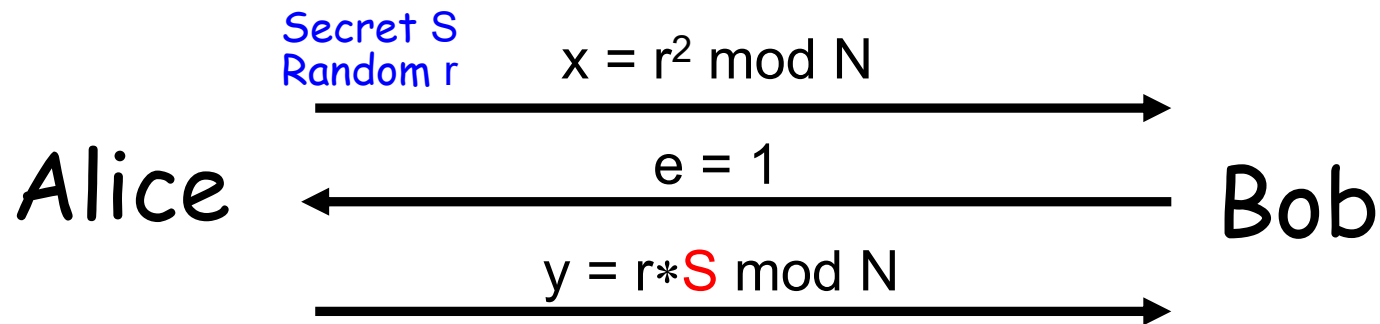 Secret S
Random r
x = r² mod N
e = 1
Alice
Bob
y = r*S mod N